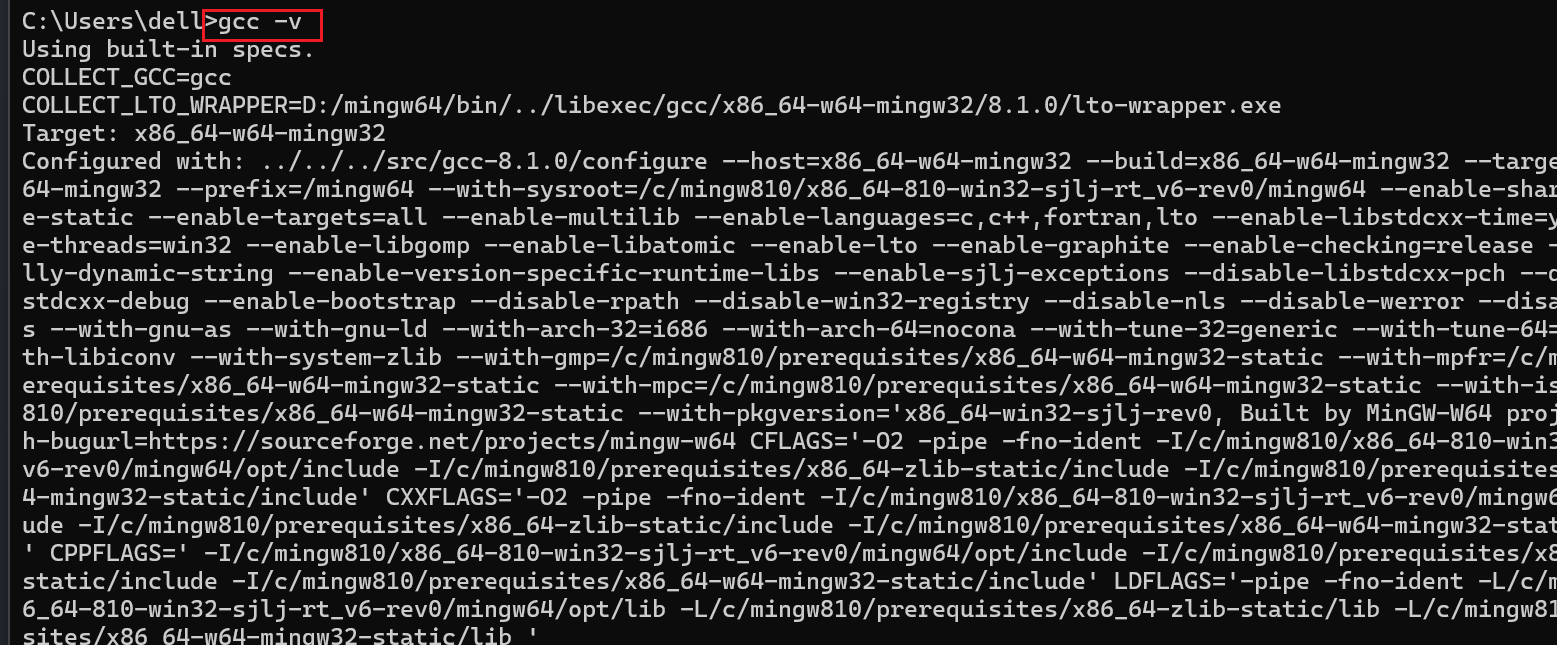 C:\Users\dell>gcc -v
Using built-in specs.
COLLECT_GCC=gcc
COLLECT_LTO_WRAPPER=D:/mingw64/bin/../libexec/gcc/x86_64-w64-mingw32/8.1.0/lto-wrapper.exe
Target: x86_64-w64-mingw32
Configured with: ../../../src/gcc-8.1.0/configure --host=x86_64-w64-mingw32 --build=x86_64-w64-mingw32 --targe
64-mingw32 --prefix=/mingw64 --with-sysroot=/c/mingw810/x86_64-810-win32-sjlj-rt_v6-rev0/mingw64 --enable-shar
e-static --enable-targets=all --enable-multilib --enable-languages=c,c++,fortran,lto --enable-libstdcxx-time=y
e-threads=win32 --enable-libgomp --enable-libatomic --enable-lto --enable-graphite --enable-checking=release -
lly-dynamic-string --enable-version-specific-runtime-libs --enable-sjlj-exceptions --disable-libstdcxx-pch --d
stdcxx-debug --enable-bootstrap --disable-rpath --disable-win32-registry --disable-nls --disable-werror --disa
s --with-gnu-as --with-gnu-ld --with-arch-32=i686 --with-arch-64=nocona --with-tune-32=generic --with-tune-64=
th-libiconv --with-system-zlib --with-gmp=/c/mingw810/prerequisites/x86_64-w64-mingw32-static --with-mpfr=/c/m
erequisites/x86_64-w64-mingw32-static --with-mpc=/c/mingw810/prerequisites/x86_64-w64-mingw32-static --with-is
810/prerequisites/x86_64-w64-mingw32-static --with-pkgversion='x86_64-win32-sjlj-rev0, Built by MinGW-W64 proj
h-bugurl=https://sourceforge.net/projects/mingw-w64 CFLAGS='-O2 -pipe -fno-ident -I/c/mingw810/x86_64-810-win3
v6-rev0/mingw64/opt/include -I/c/mingw810/prerequisites/x86_64-zlib-static/include -I/c/mingw810/prerequisites
4-mingw32-static/include' CXXFLAGS='-O2 -pipe -fno-ident -I/c/mingw810/x86_64-810-win32-sjlj-rt_v6-rev0/mingw6
ude -I/c/mingw810/prerequisites/x86_64-zlib-static/include -I/c/mingw810/prerequisites/x86_64-w64-mingw32-stat
' CPPFLAGS=' -I/c/mingw810/x86_64-810-win32-sjlj-rt_v6-rev0/mingw64/opt/include -I/c/mingw810/prerequisites/x8
static/include -I/c/mingw810/prerequisites/x86_64-w64-mingw32-static/include' LDFLAGS='-pipe -fno-ident -L/c/m
6_64-810-win32-sjlj-rt_v6-rev0/mingw64/opt/lib -L/c/mingw810/prerequisites/x86_64-zlib-static/lib -L/c/mingw81
sites/x86_64-w64-mingw32-static/lib '